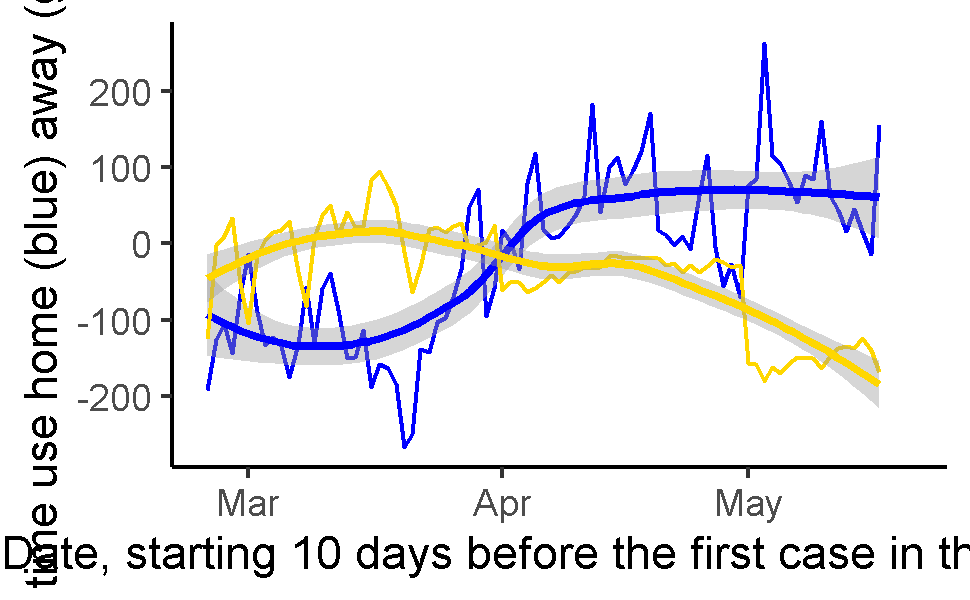 time use home (blue) away (
200
100
0
-100
-200
Mar Apr May
Date, starting 10 days before the first case in th